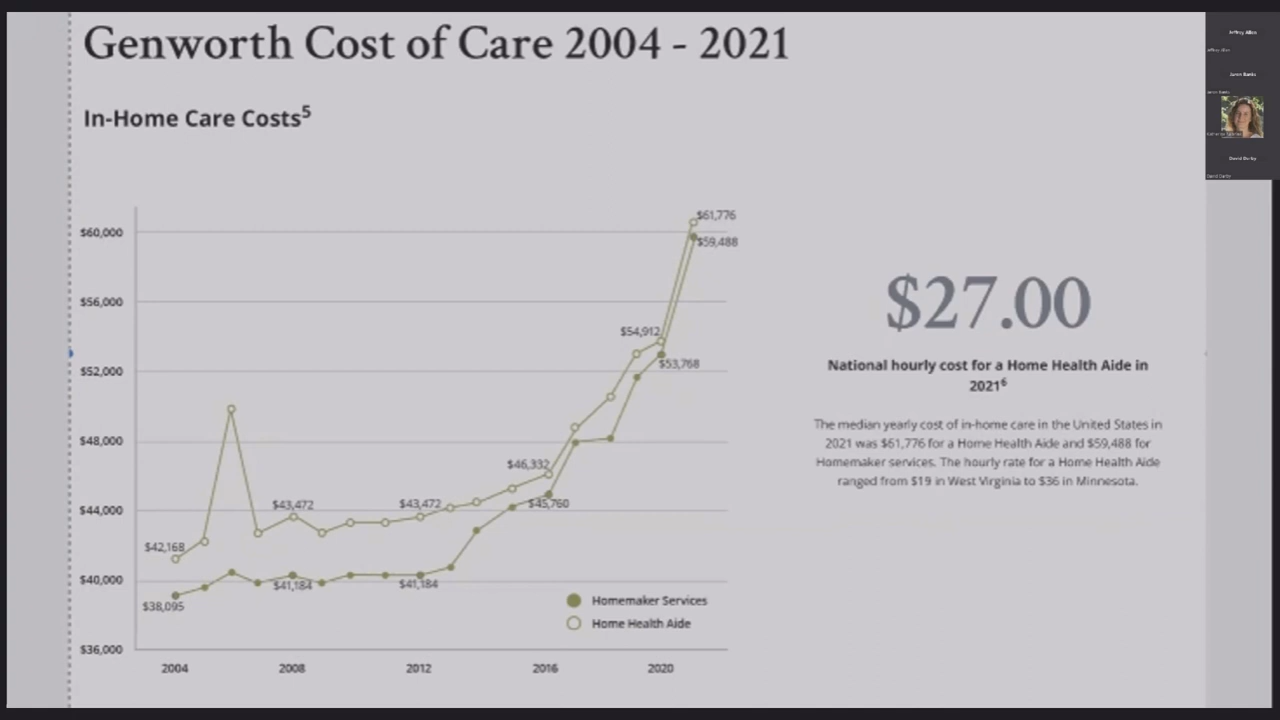 Genworth Cost of Care 2004 - 2021
In-Home Care Costs5
$60,000
$56,000
$52,000
$48,000
$44,000
$40,000
$36,000
2004
2008
2012
2016
2020
$42,168
$38,095
$43,472
$41,184
$43,472
$41,184
$46,332
$45,760
$54,912
$53,768
$61,776
$59,488
Homemaker Services
Home Health Aide
$27.00
National hourly cost for a Home Health Aide in
20216
The median yearly cost of in-home care in the United States in
2021 was $61,776 for a Home Health Aide and $59,488 for
Homemaker services. The hourly rate for a Home Health Aide
ranged from $19 in West Virginia to $36 in Minnesota.
Jeffrey Allen
Jeffrey Allen
David Darby
David Darby